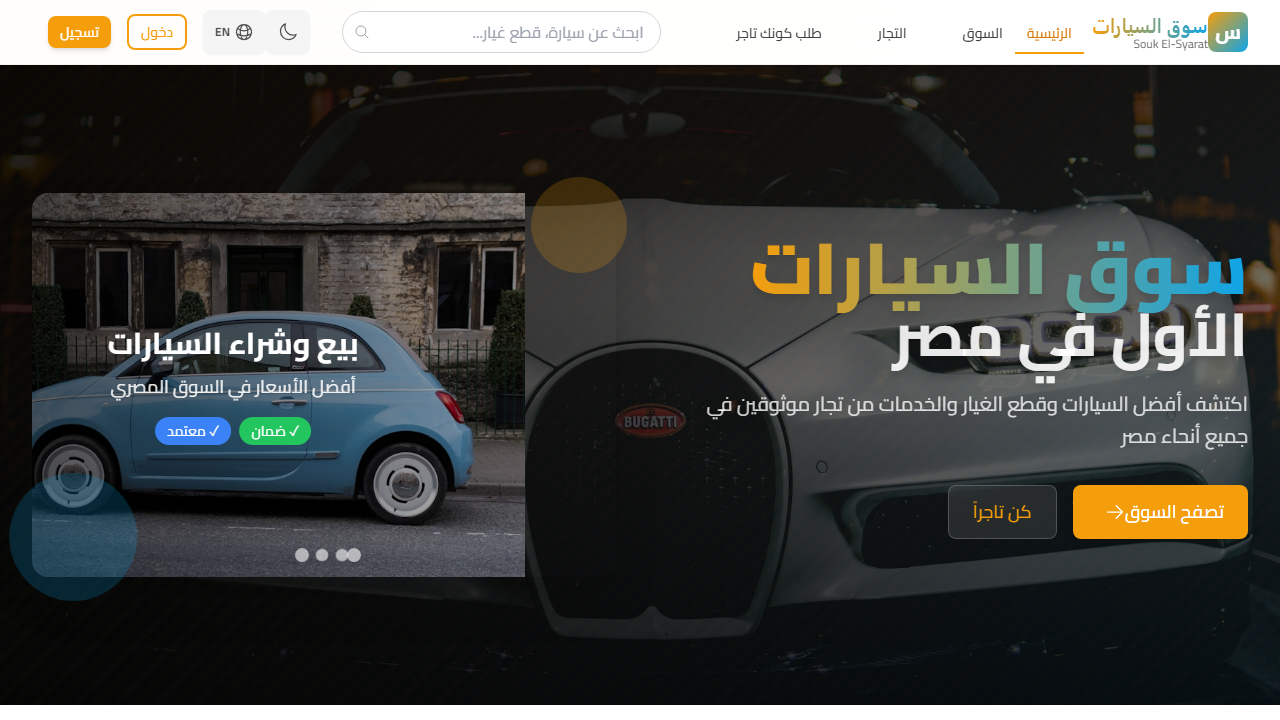 س
سوق السيارات
Souk El-Syarat
الرئيسية
السوق
التجار
طلب كونك تاجر
ابحث عن سيارة، قطع غيار...
EN
دخول
تسجيل
سوق السيارات
الأول في مصر
اكتشف أفضل السيارات وقطع الغيار والخدمات من تجار موثوقين في
جميع أنحاء مصر
تصفح السوق
كن تاجراً
BUGATTI
بيع وشراء السيارات
أفضل الأسعار في السوق المصري
✓ ضمان
✓ معتمد